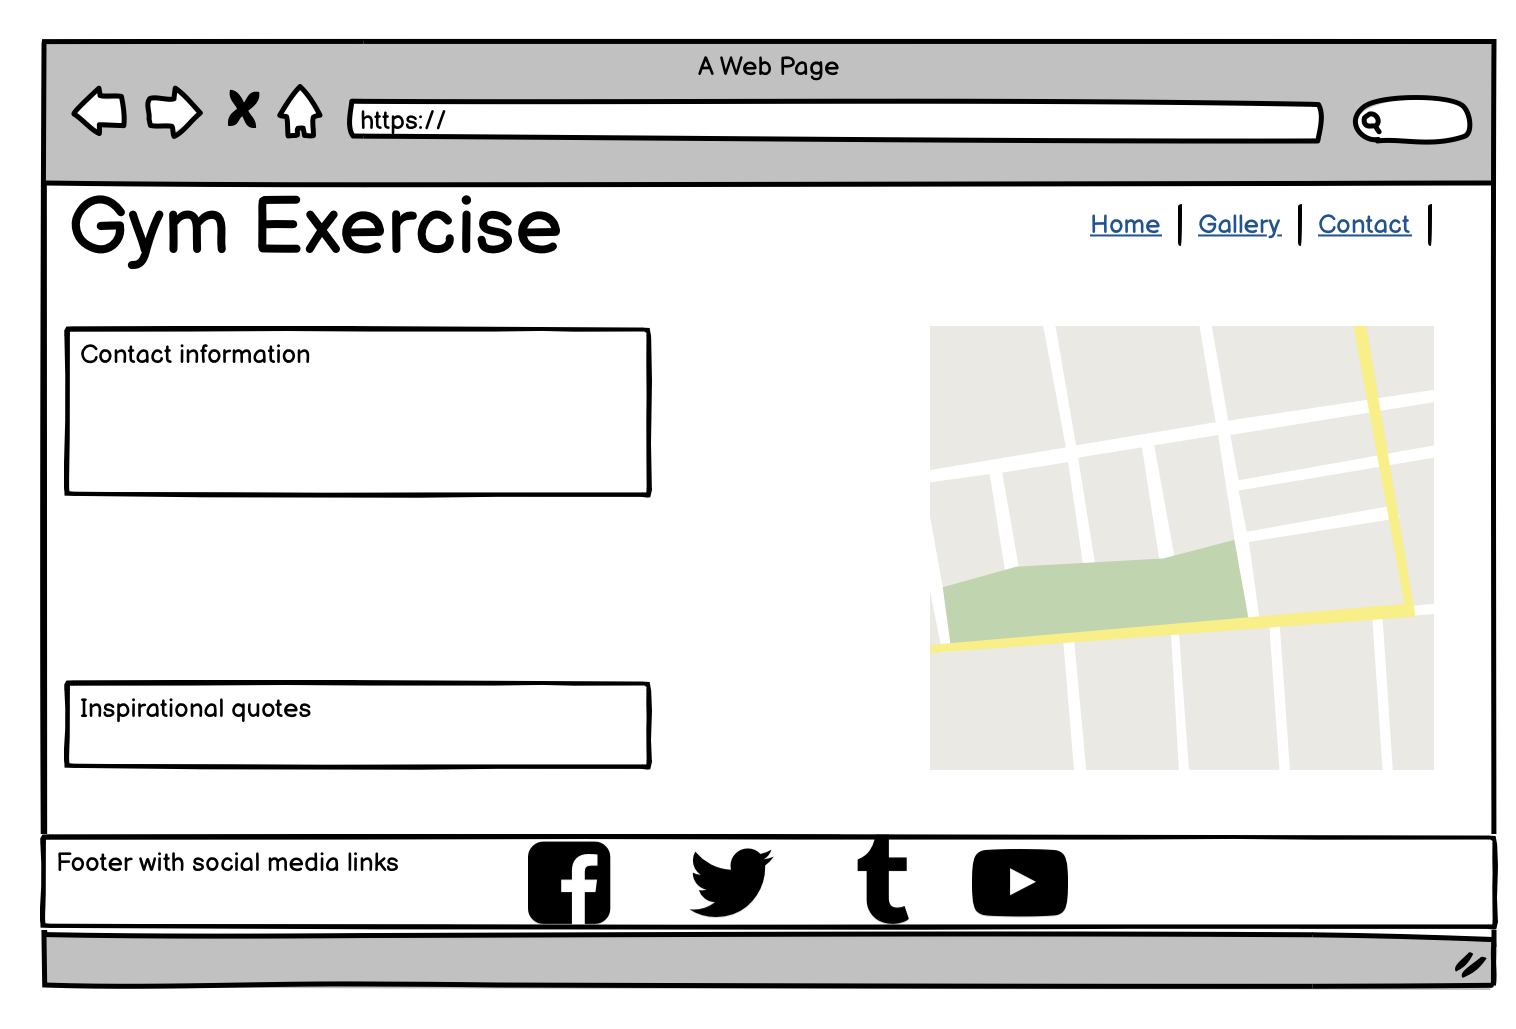 A Web Page
https://
Gym Exercise
Home | Gallery | Contact |
Contact information
Inspirational quotes
Footer with social media links